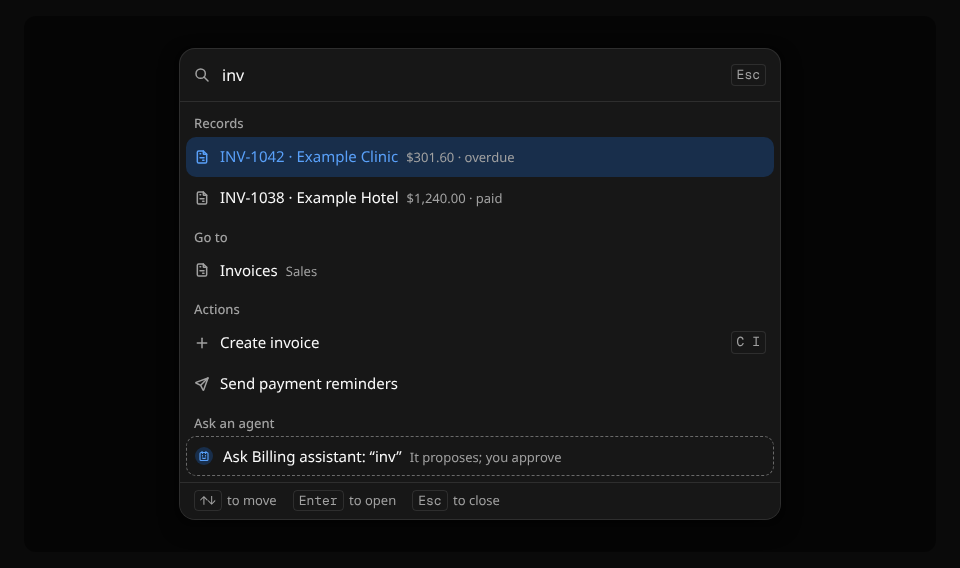 inv Esc
Records
INV-1042 · Example Clinic $301.60 · overdue
INV-1038 · Example Hotel $1,240.00 · paid
Go to
Invoices Sales
Actions
Create invoice C I
Send payment reminders
Ask an agent
Ask Billing assistant: “inv” It proposes; you approve
↑↓ to move Enter to open Esc to close